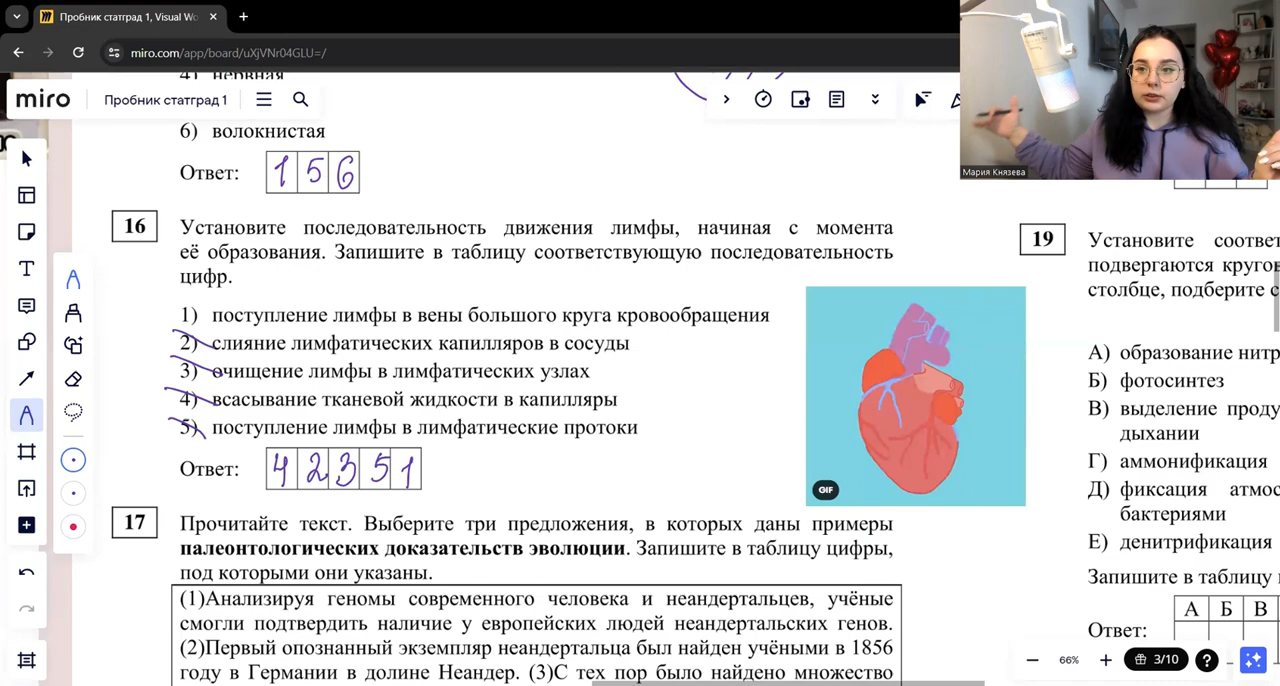 Пробник статград 1, Visual Wo
miro.com/app/board/uXjVNr04GLU=/
miro
Пробник статград 1
4) нервная
6) волокнистая
Ответ: 1 5 6
Мария Князева
16 Установите последовательность движения лимфы, начиная с момента
её образования. Запишите в таблицу соответствующую последовательность
цифр.
1) поступление лимфы в вены большого круга кровообращения
2) слияние лимфатических капилляров в сосуды
3) очищение лимфы в лимфатических узлах
4) всасывание тканевой жидкости в капилляры
5) поступление лимфы в лимфатические протоки
Ответ: 4 2 3 5 1
GIF
17 Прочитайте текст. Выберите три предложения, в которых даны примеры
палеонтологических доказательств эволюции. Запишите в таблицу цифры,
под которыми они указаны.
(1)Анализируя геномы современного человека и неандертальцев, учёные
смогли подтвердить наличие у европейских людей неандертальских генов.
(2)Первый опознанный экземпляр неандертальца был найден учёными в 1856
году в Германии в долине Неандер. (3)С тех пор было найдено множество
19 Установите соответ
подвергаются кругов
столбце, подберите с
А) образование нитр
Б) фотосинтез
В) выделение проду
дыхании
Г) аммонификация
Д) фиксация атмос
бактериями
Е) денитрификация
Запишите в таблицу
А Б В
Ответ:
66%
3/10